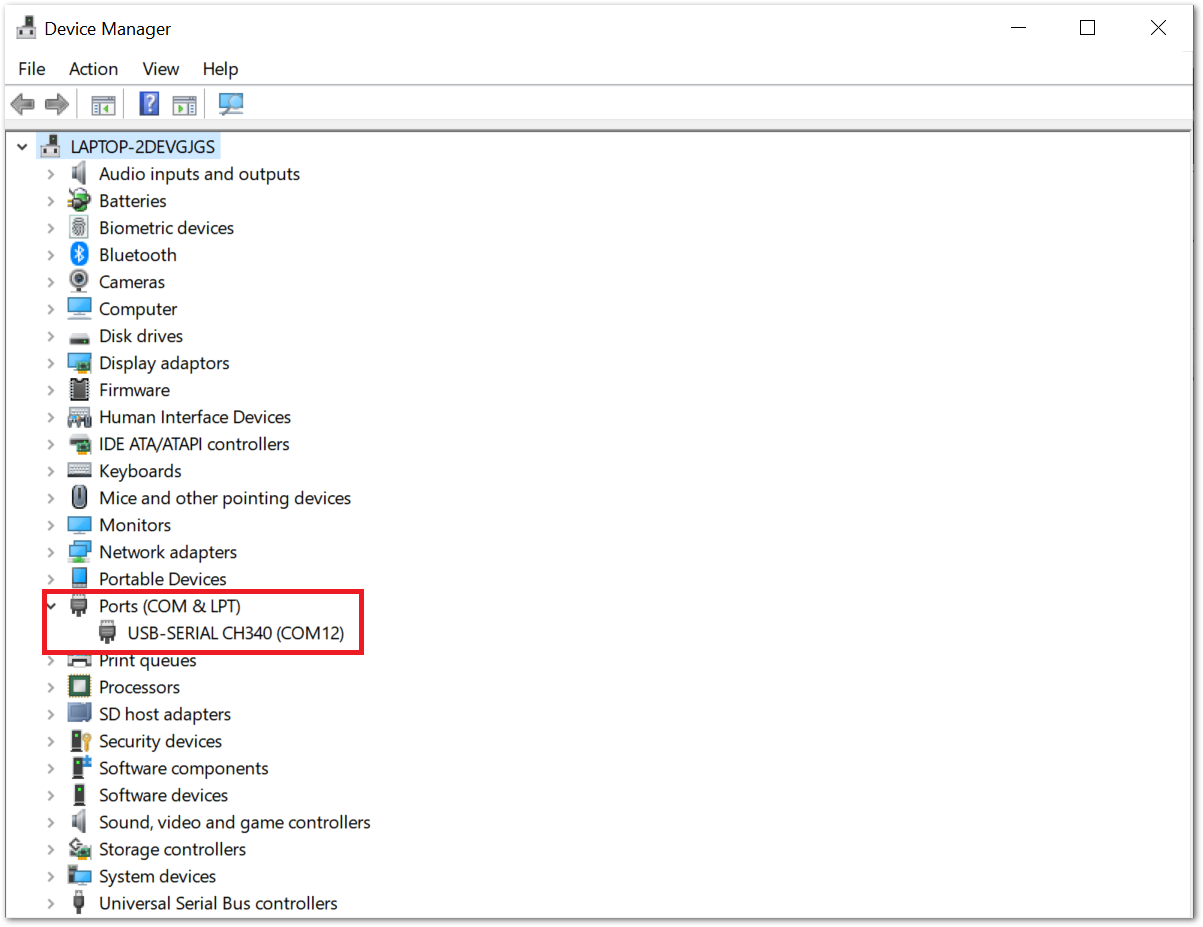 Device Manager
File Action View Help
LAPTOP-2DEVGJGS
Audio inputs and outputs
Batteries
Biometric devices
Bluetooth
Cameras
Computer
Disk drives
Display adaptors
Firmware
Human Interface Devices
IDE ATA/ATAPI controllers
Keyboards
Mice and other pointing devices
Monitors
Network adapters
Portable Devices
Ports (COM & LPT)
USB-SERIAL CH340 (COM12)
Print queues
Processors
SD host adapters
Security devices
Software components
Software devices
Sound, video and game controllers
Storage controllers
System devices
Universal Serial Bus controllers